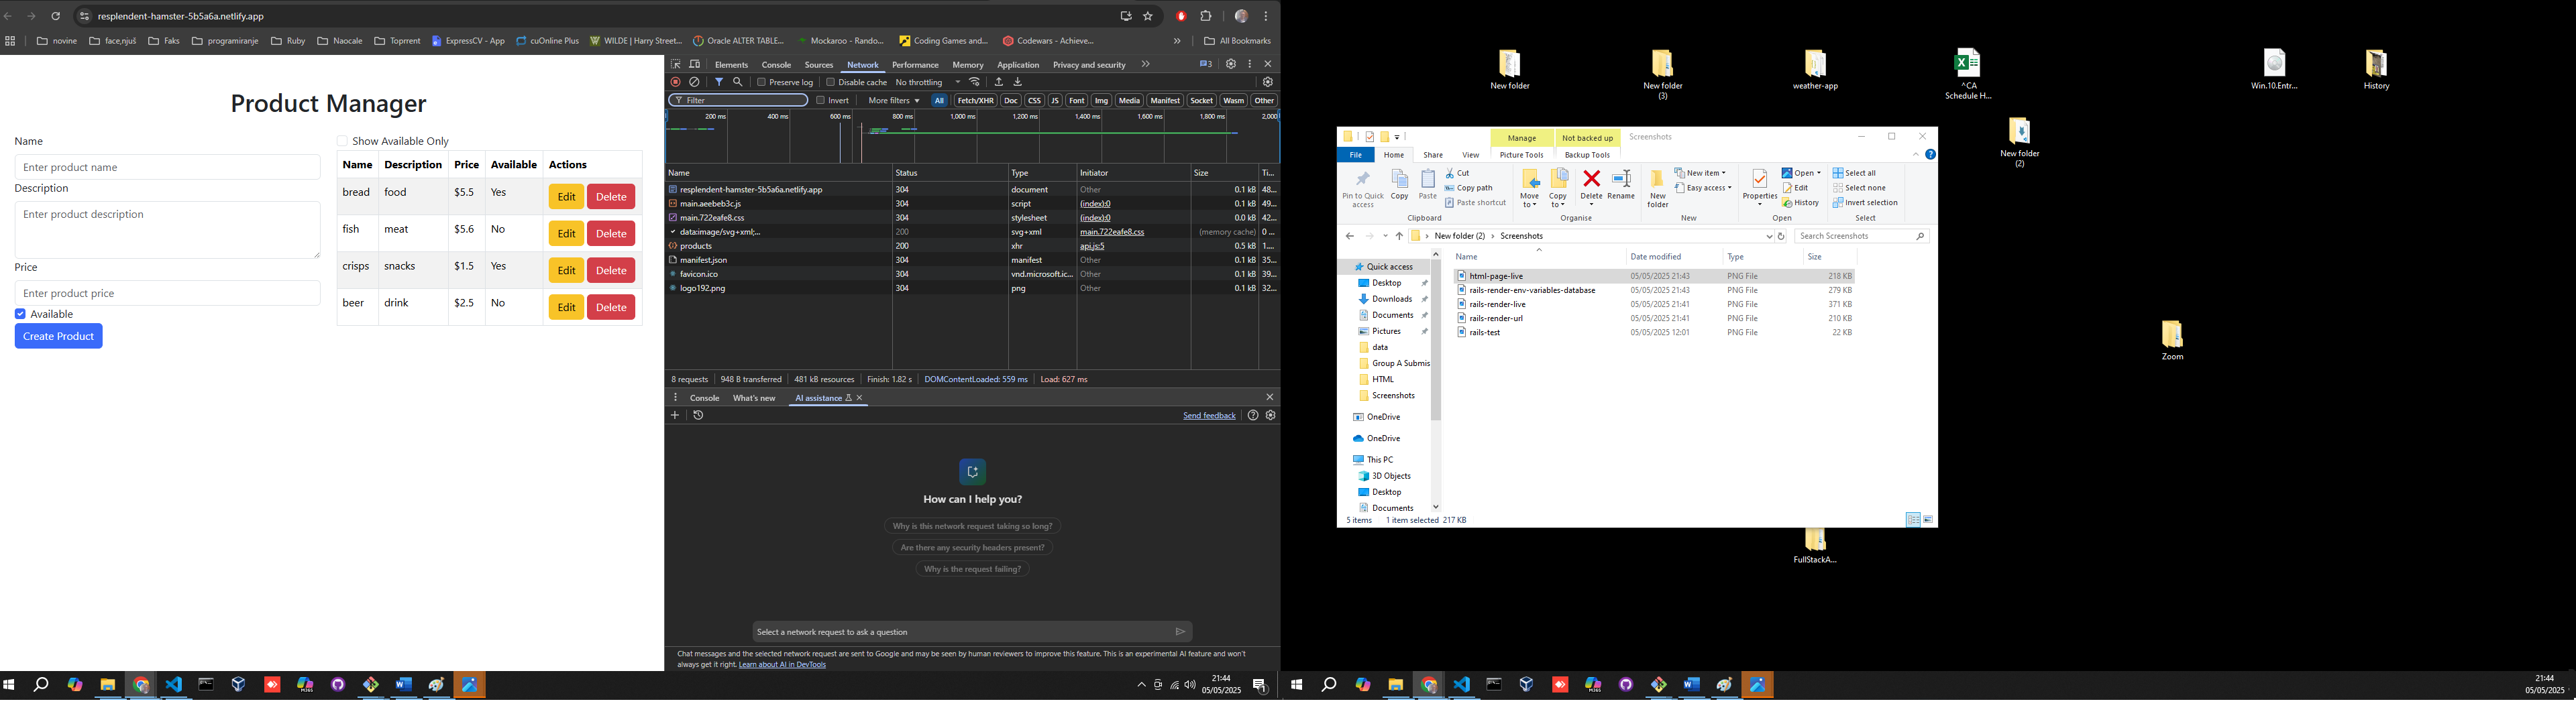 resplendent-hamster-5b5a6a.netlify.app
novine face,njuš Faks programiranje Ruby Naocale Toprrent ExpressCV - App cuOnline Plus WILDE | Harry Street... Oracle ALTER TABLE... Mockaroo - Rando... Coding Games and... Codewars - Achieve... » All Bookmarks
Product Manager
Name
Enter product name
Description
Enter product description
Price
Enter product price
Available
Create Product
Show Available Only
Name Description Price Available Actions
bread food $5.5 Yes Edit Delete
fish meat $5.6 No Edit Delete
crisps snacks $1.5 Yes Edit Delete
beer drink $2.5 No Edit Delete
Elements Console Sources Network Performance Memory Application Privacy and security » 3
Preserve log Disable cache No throttling
Filter Invert More filters All Fetch/XHR Doc CSS JS Font Img Media Manifest Socket Wasm Other
200 ms 400 ms 600 ms 800 ms 1,000 ms 1,200 ms 1,400 ms 1,600 ms 1,800 ms 2,000
Name Status Type Initiator Size Ti...
resplendent-hamster-5b5a6a.netlify.app 304 document Other 0.1 kB 48...
main.aeebeb3c.js 304 script (index):0 0.1 kB 49...
main.722eafe8.css 304 stylesheet (index):0 0.0 kB 42...
data:image/svg+xml;... 200 svg+xml main.722eafe8.css (memory cache) 0 ...
products 200 xhr api.js:5 0.5 kB 1....
manifest.json 304 manifest Other 0.1 kB 35...
favicon.ico 304 vnd.microsoft.ic... Other 0.1 kB 39...
logo192.png 304 png Other 0.1 kB 32...
8 requests 948 B transferred 481 kB resources Finish: 1.82 s DOMContentLoaded: 559 ms Load: 627 ms
Console What's new AI assistance
Send feedback
How can I help you?
Why is this network request taking so long?
Are there any security headers present?
Why is the request failing?
Select a network request to ask a question
Chat messages and the selected network request are sent to Google and may be seen by human reviewers to improve this feature. This is an experimental AI feature and won't
always get it right. Learn about AI in DevTools
21:44
05/05/2025
1
New folder
New folder
(3)
weather-app
^CA
Schedule H...
Win.10.Entr...
History
New folder
(2)
Zoom
FullStackA...
Manage Not backed up Screenshots
File Home Share View Picture Tools Backup Tools
Pin to Quick
access
Copy
Paste
Cut
Copy path
Paste shortcut
Clipboard
Move
to
Copy
to
Delete
Rename
Organise
New
folder
New item
Easy access
New
Properties
Open
Edit
History
Open
Select all
Select none
Invert selection
Select
New folder (2) Screenshots
Search Screenshots
Quick access
Desktop
Downloads
Documents
Pictures
data
Group A Submis
HTML
Screenshots
OneDrive
OneDrive
This PC
3D Objects
Desktop
Documents
Name Date modified Type Size
html-page-live 05/05/2025 21:43 PNG File 218 KB
rails-render-env-variables-database 05/05/2025 21:43 PNG File 279 KB
rails-render-live 05/05/2025 21:41 PNG File 371 KB
rails-render-url 05/05/2025 21:41 PNG File 210 KB
rails-test 05/05/2025 12:01 PNG File 22 KB
5 items 1 item selected 217 KB
21:44
05/05/2025